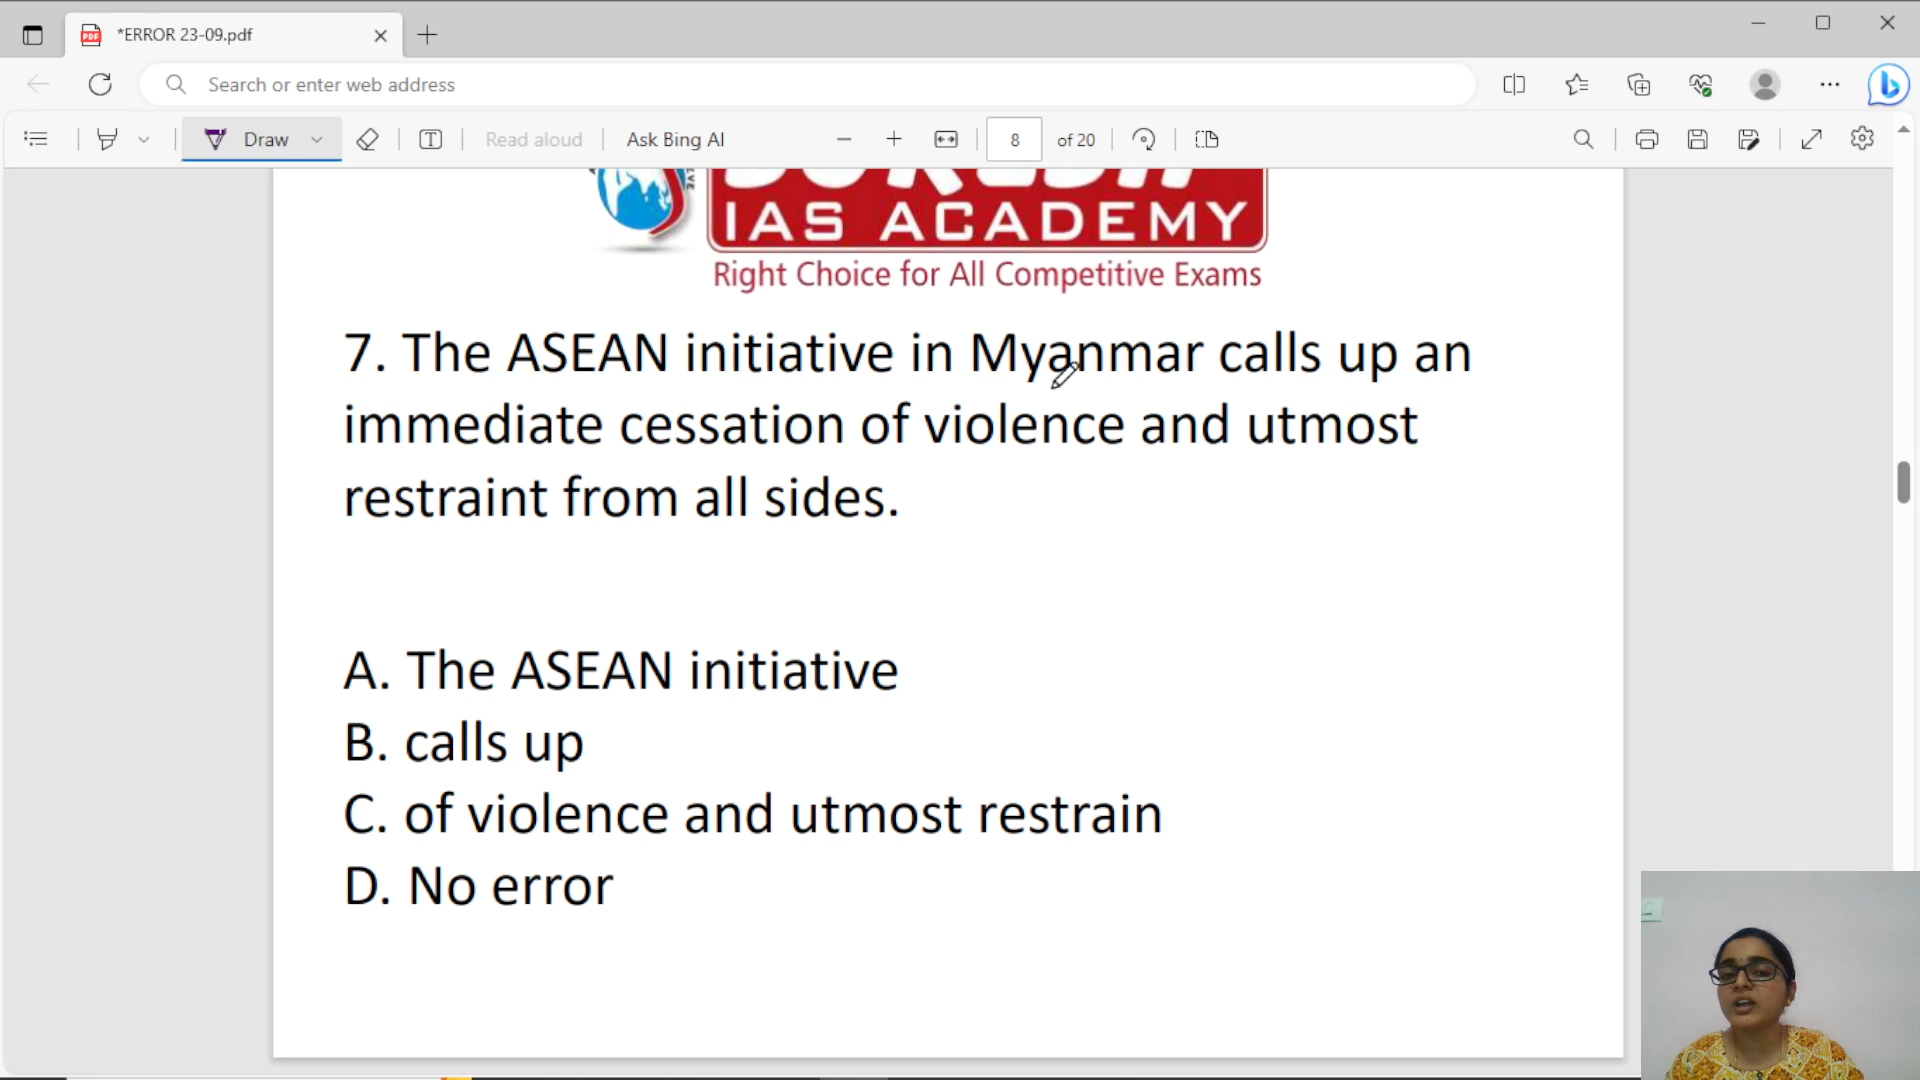 *ERROR 23-09.pdf
Search or enter web address
Draw
Read aloud
Ask Bing AI
8
of 20
IAS ACADEMY
Right Choice for All Competitive Exams
7. The ASEAN initiative in Myanmar calls up an
immediate cessation of violence and utmost
restraint from all sides.
A. The ASEAN initiative
B. calls up
C. of violence and utmost restrain
D. No error